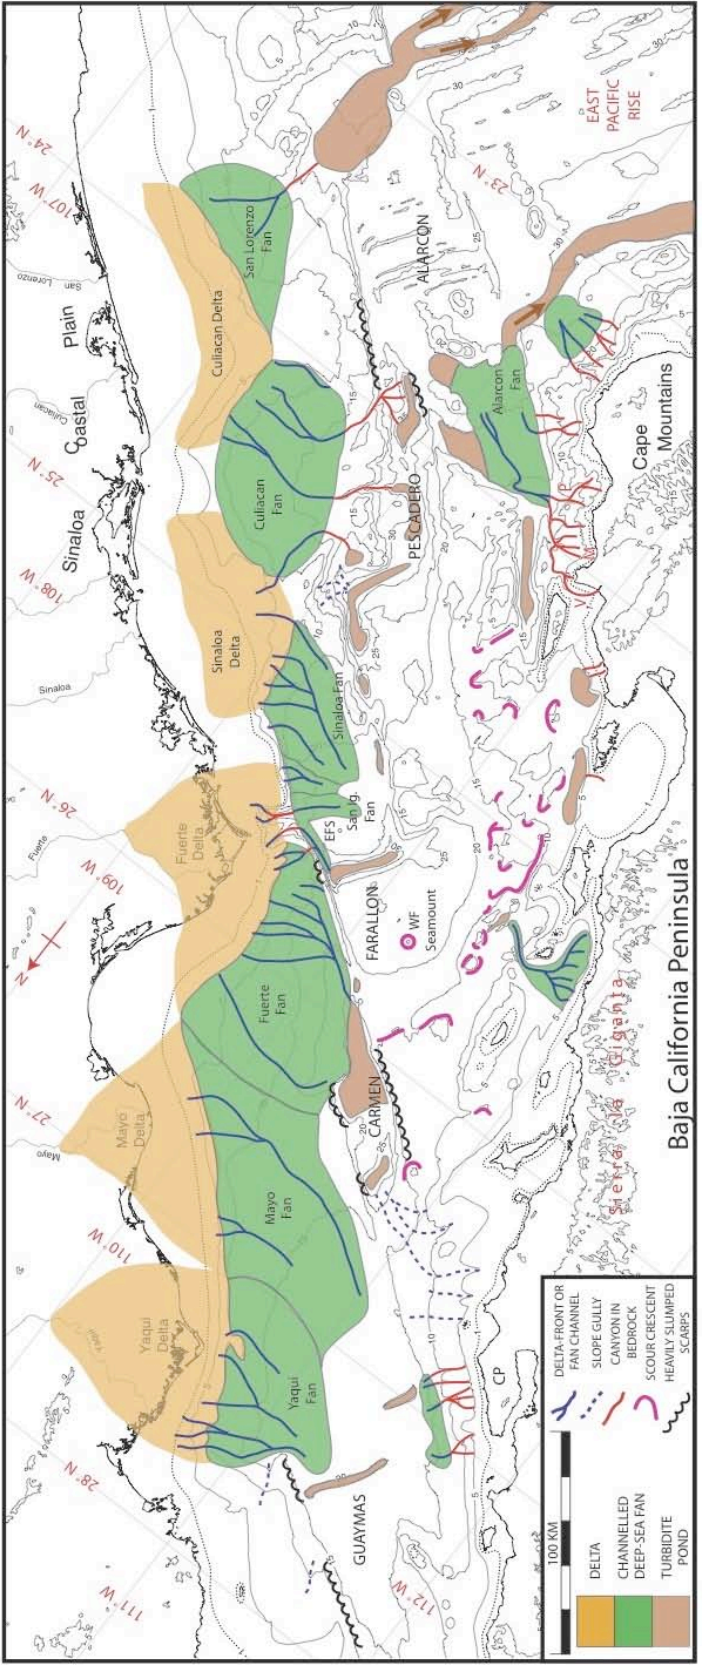 24° N
107° W
San
Lorenzo
Plain
Culiacan
Coastal
25° N
Sinaloa
108° W
Sinaloa
26° N
Fuerte
109° W
N
27° N
Mayo
110° W
28° N
111° W
112° W
23° N
EAST
PACIFIC
RISE
San Lorenzo
Fan
Culiacan Delta
ALARCON
Culiacan
Fan
Alarcon
Fan
Cape
Mountains
PESCADERO
Sinaloa
Delta
Sinaloa Fan
San Ig.
Fan
EFS
Fuerte
Delta
FARALLON
WF
Seamount
Fuerte
Fan
CARMEN
Mayo
Delta
Mayo
Fan
Yaqui
Delta
Yaqui
Fan
GUAYMAS
CP
Sierra la Giganta
Baja California Peninsula
100 KM
DELTA
CHANNELLED
DEEP-SEA FAN
TURBIDITE
POND
DELTA-FRONT OR
FAN CHANNEL
SLOPE GULLY
CANYON IN
BEDROCK
SCOUR CRESCENT
HEAVILY SLUMPED
SCARPS